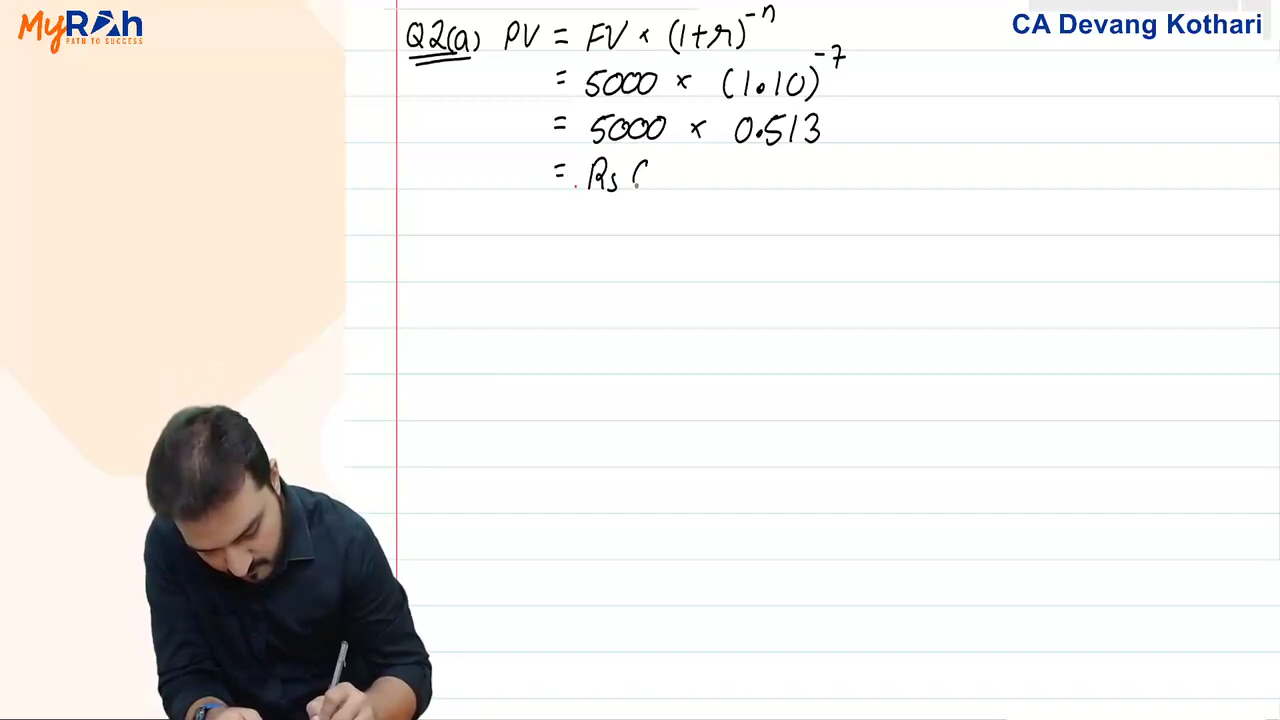 MyRAh
PATH TO SUCCESS
CA Devang Kothari
Q2(a) PV = FV × (1+r)^-n
= 5000 × (1.10)^-7
= 5000 × 0.513
= Rs